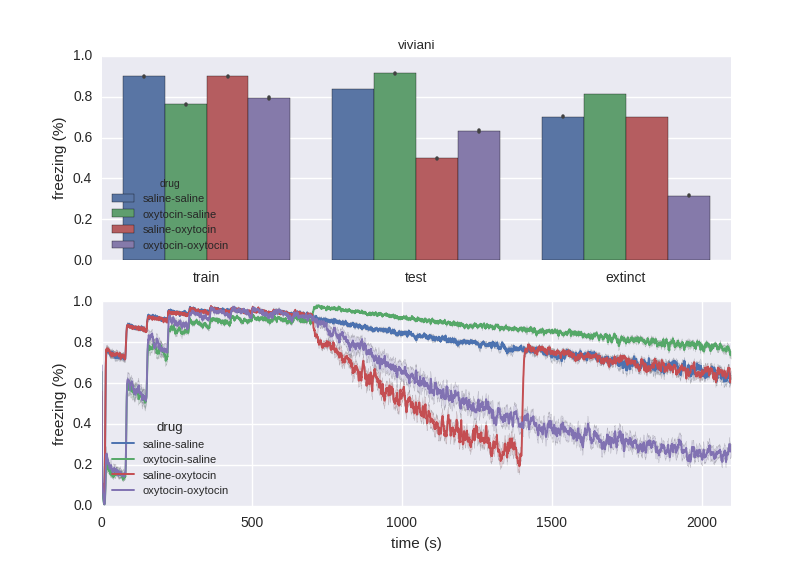 viviani
1.0
0.8
0.6
0.4
0.2
0.0
freezing (%)
drug
saline-saline
oxytocin-saline
saline-oxytocin
oxytocin-oxytocin
train test extinct
1.0
0.8
0.6
0.4
0.2
0.0
freezing (%)
drug
saline-saline
oxytocin-saline
saline-oxytocin
oxytocin-oxytocin
0 500 1000 1500 2000
time (s)